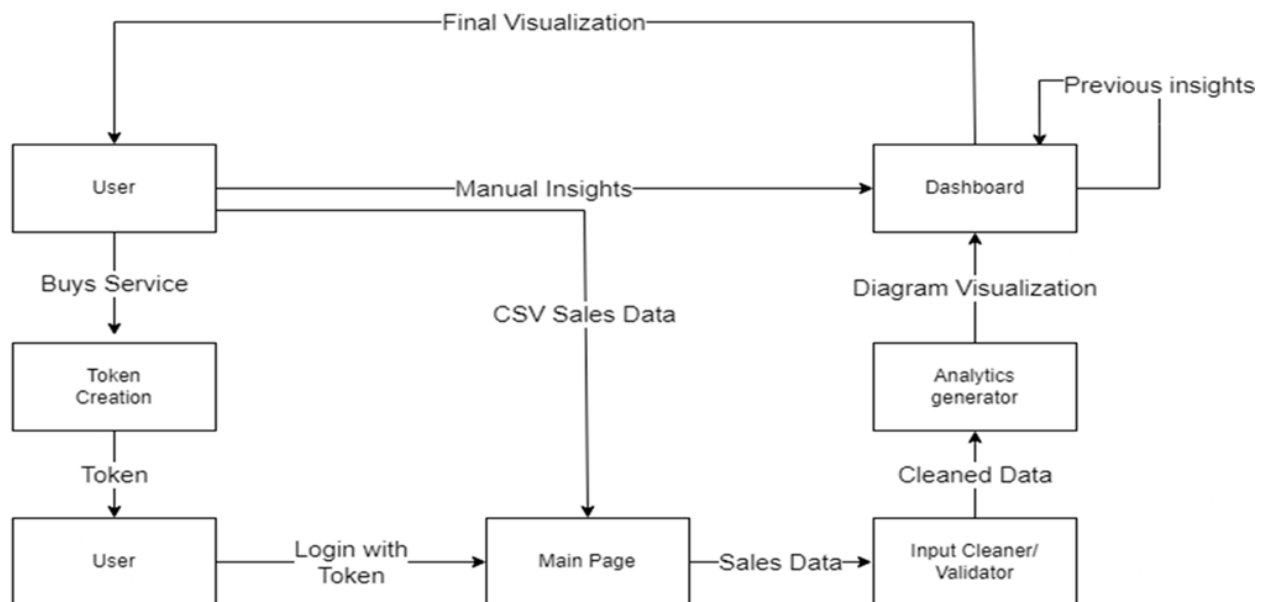 Final Visualization
Previous insights
User
Manual Insights
Dashboard
Buys Service
CSV Sales Data
Diagram Visualization
Token
Creation
Analytics
generator
Token
Cleaned Data
User
Login with
Token
Main Page
Sales Data
Input Cleaner/
Validator